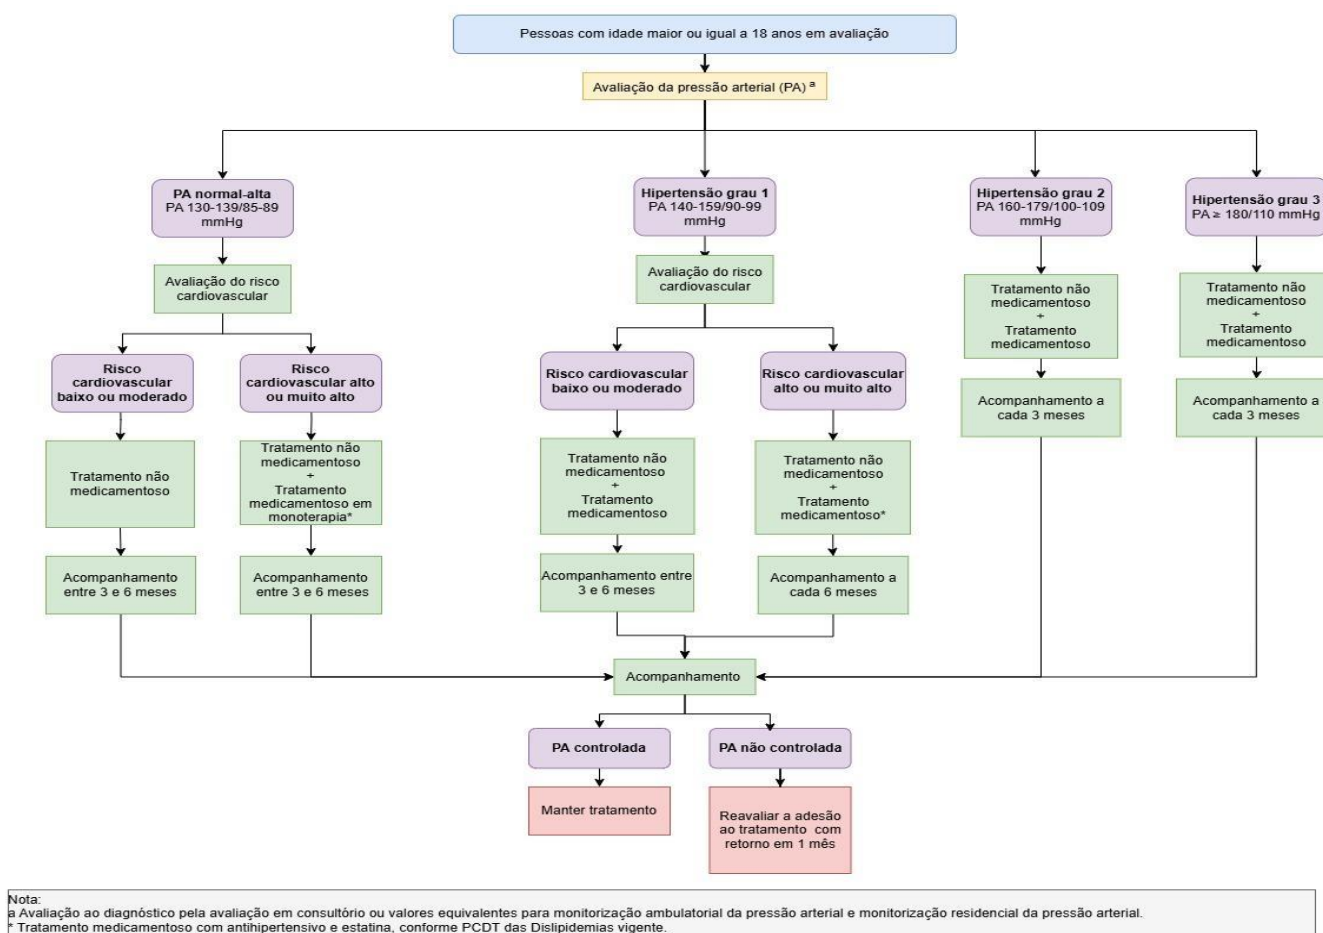 Pessoas com idade maior ou igual a 18 anos em avaliação
Avaliação da pressão arterial (PA) a
PA normal-alta
PA 130-139/85-89
mmHg
Hipertensão grau 1
PA 140-159/90-99
mmHg
Hipertensão grau 2
PA 160-179/100-109
mmHg
Hipertensão grau 3
PA ≥ 180/110 mmHg
Avaliação do risco
cardiovascular
Avaliação do risco
cardiovascular
Tratamento não
medicamentoso
+
Tratamento
medicamentoso
Tratamento não
medicamentoso
+
Tratamento
medicamentoso
Risco
cardiovascular
baixo ou moderado
Risco
cardiovascular alto
ou muito alto
Risco cardiovascular
baixo ou moderado
Risco cardiovascular
alto ou muito alto
Acompanhamento a
cada 3 meses
Acompanhamento a
cada 3 meses
Tratamento não
medicamentoso
Tratamento não
medicamentoso
+
Tratamento
medicamentoso em
monoterapia*
Tratamento não
medicamentoso
+
Tratamento
medicamentoso
Tratamento não
medicamentoso
+
Tratamento
medicamentoso*
Acompanhamento
entre 3 e 6 meses
Acompanhamento
entre 3 e 6 meses
Acompanhamento entre
3 e 6 meses
Acompanhamento a
cada 6 meses
Acompanhamento
PA controlada
PA não controlada
Manter tratamento
Reavaliar a adesão
ao tratamento com
retorno em 1 mês
Nota:
a Avaliação ao diagnóstico pela avaliação em consultório ou valores equivalentes para monitorização ambulatorial da pressão arterial e monitorização residencial da pressão arterial.
* Tratamento medicamentoso com antihipertensivo e estatina, conforme PCDT das Dislipidemias vigente.